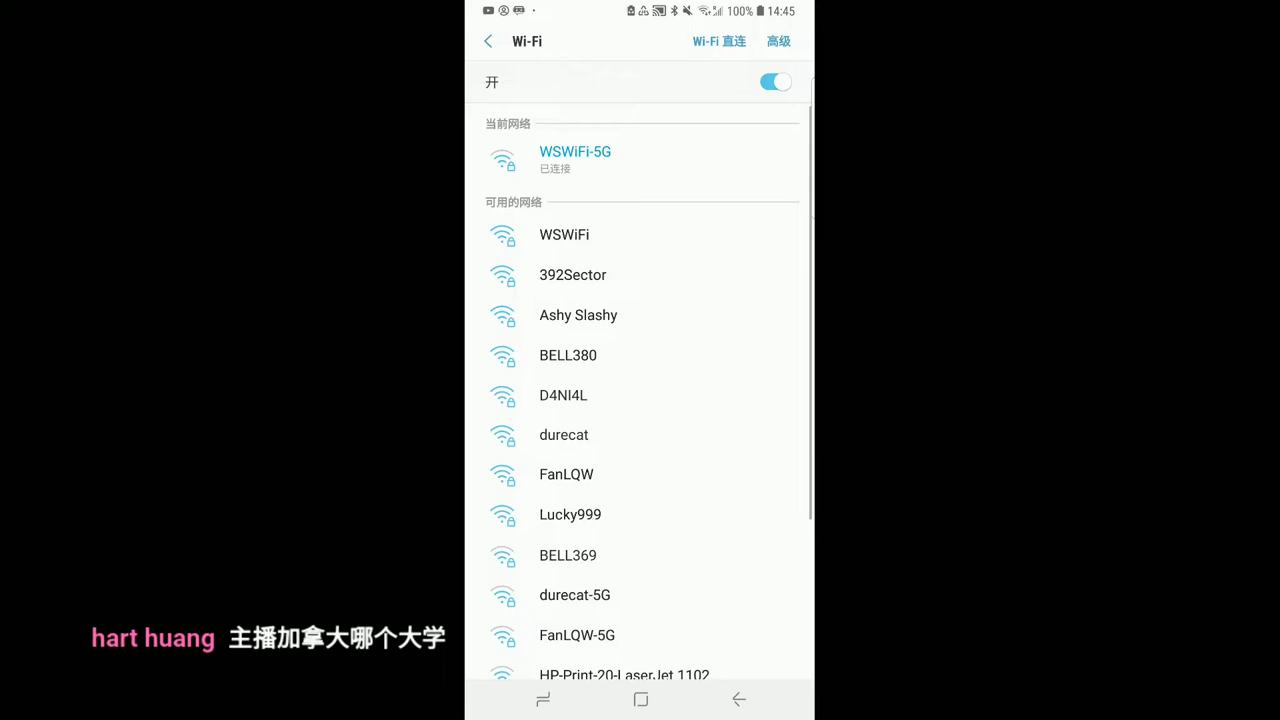 100% 14:45
Wi-Fi Wi-Fi 直连 高级
开
当前网络
WSWiFi-5G
已连接
可用的网络
WSWiFi
392Sector
Ashy Slashy
BELL380
D4NI4L
durecat
FanLQW
Lucky999
BELL369
durecat-5G
FanLQW-5G
HP-Print-20-LaserJet 1102
hart huang 主播加拿大哪个大学